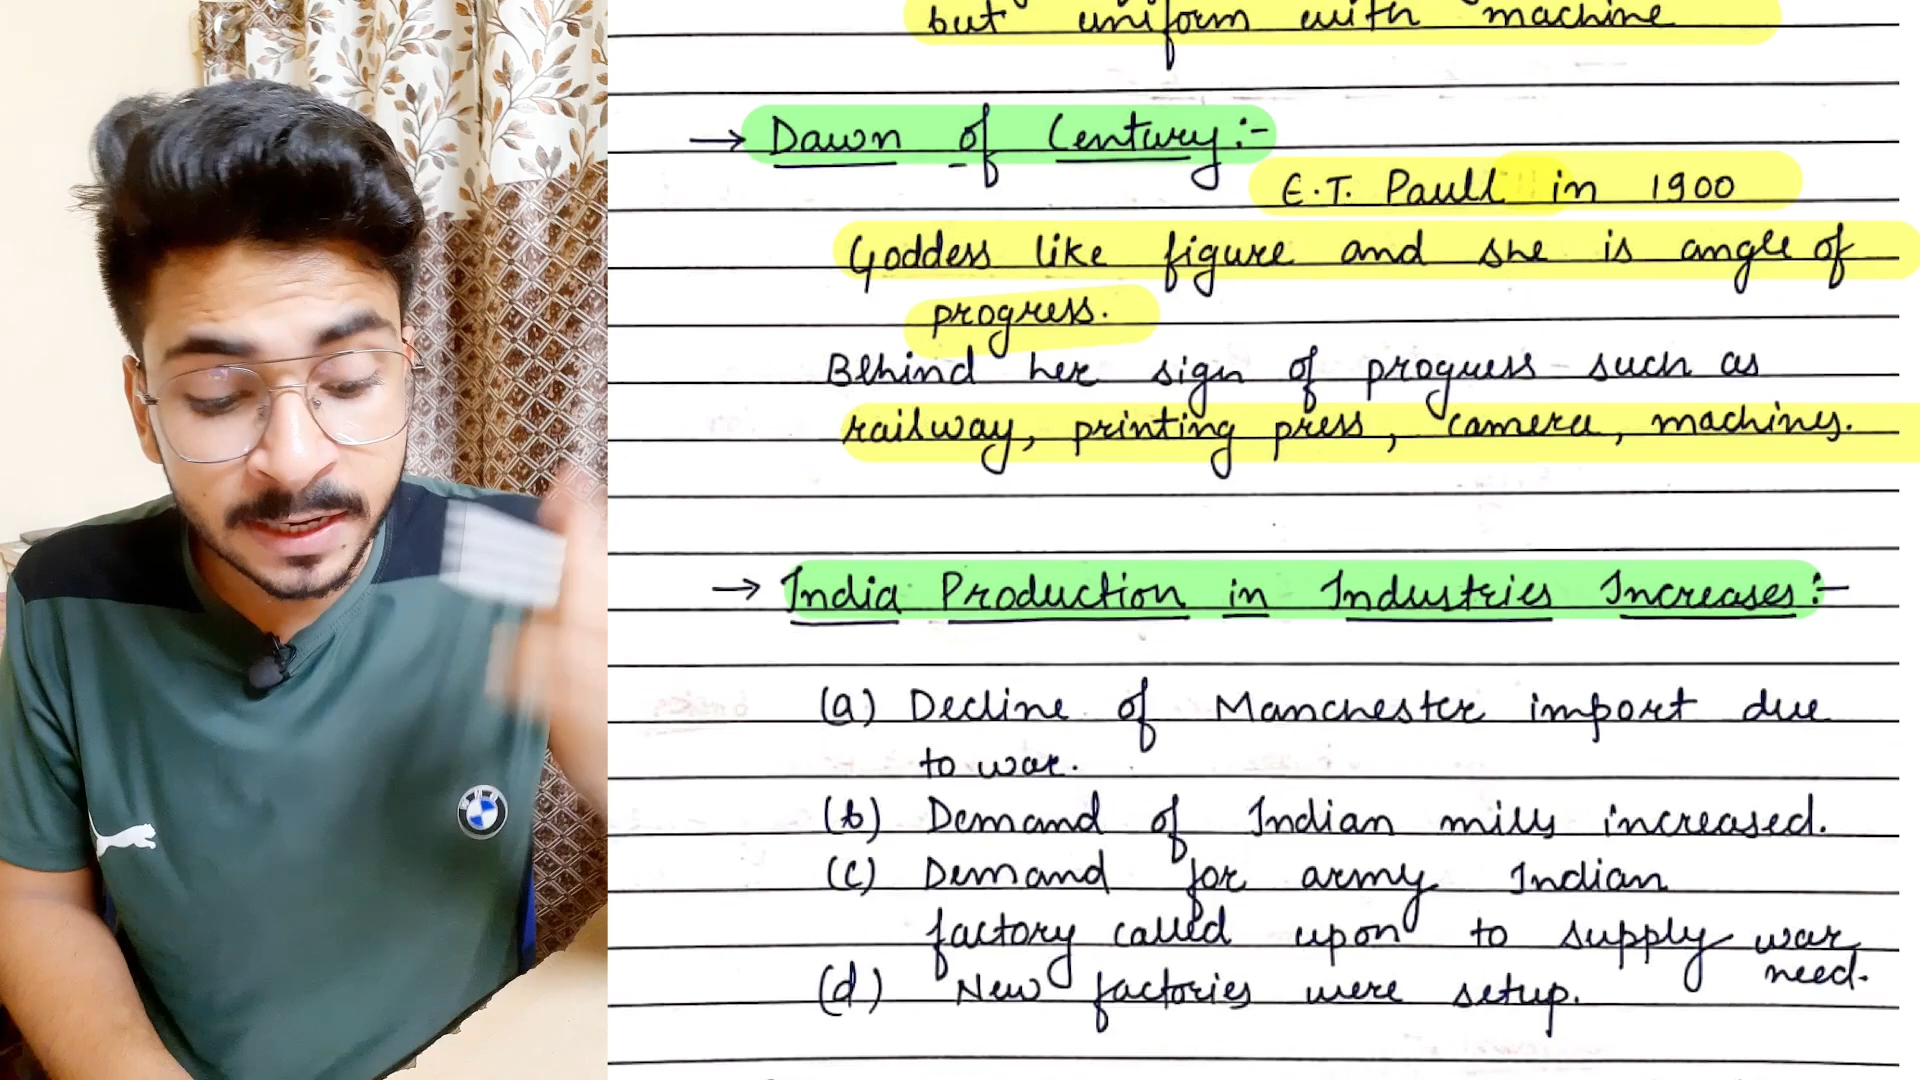 but uniform with machine
→ Dawn of Century:-
E.T. Paull in 1900
Goddess like figure and she is angle of
progress.
Behind her sign of progress such as
railway, printing press, camera, machines.
→ India Production in Industries Increases:-
(a) Decline of Manchester import due
to war.
(b) Demand of Indian mills increased.
(c) Demand for army Indian
factory called upon to supply war
need.
(d) New factories were setup.
BMW